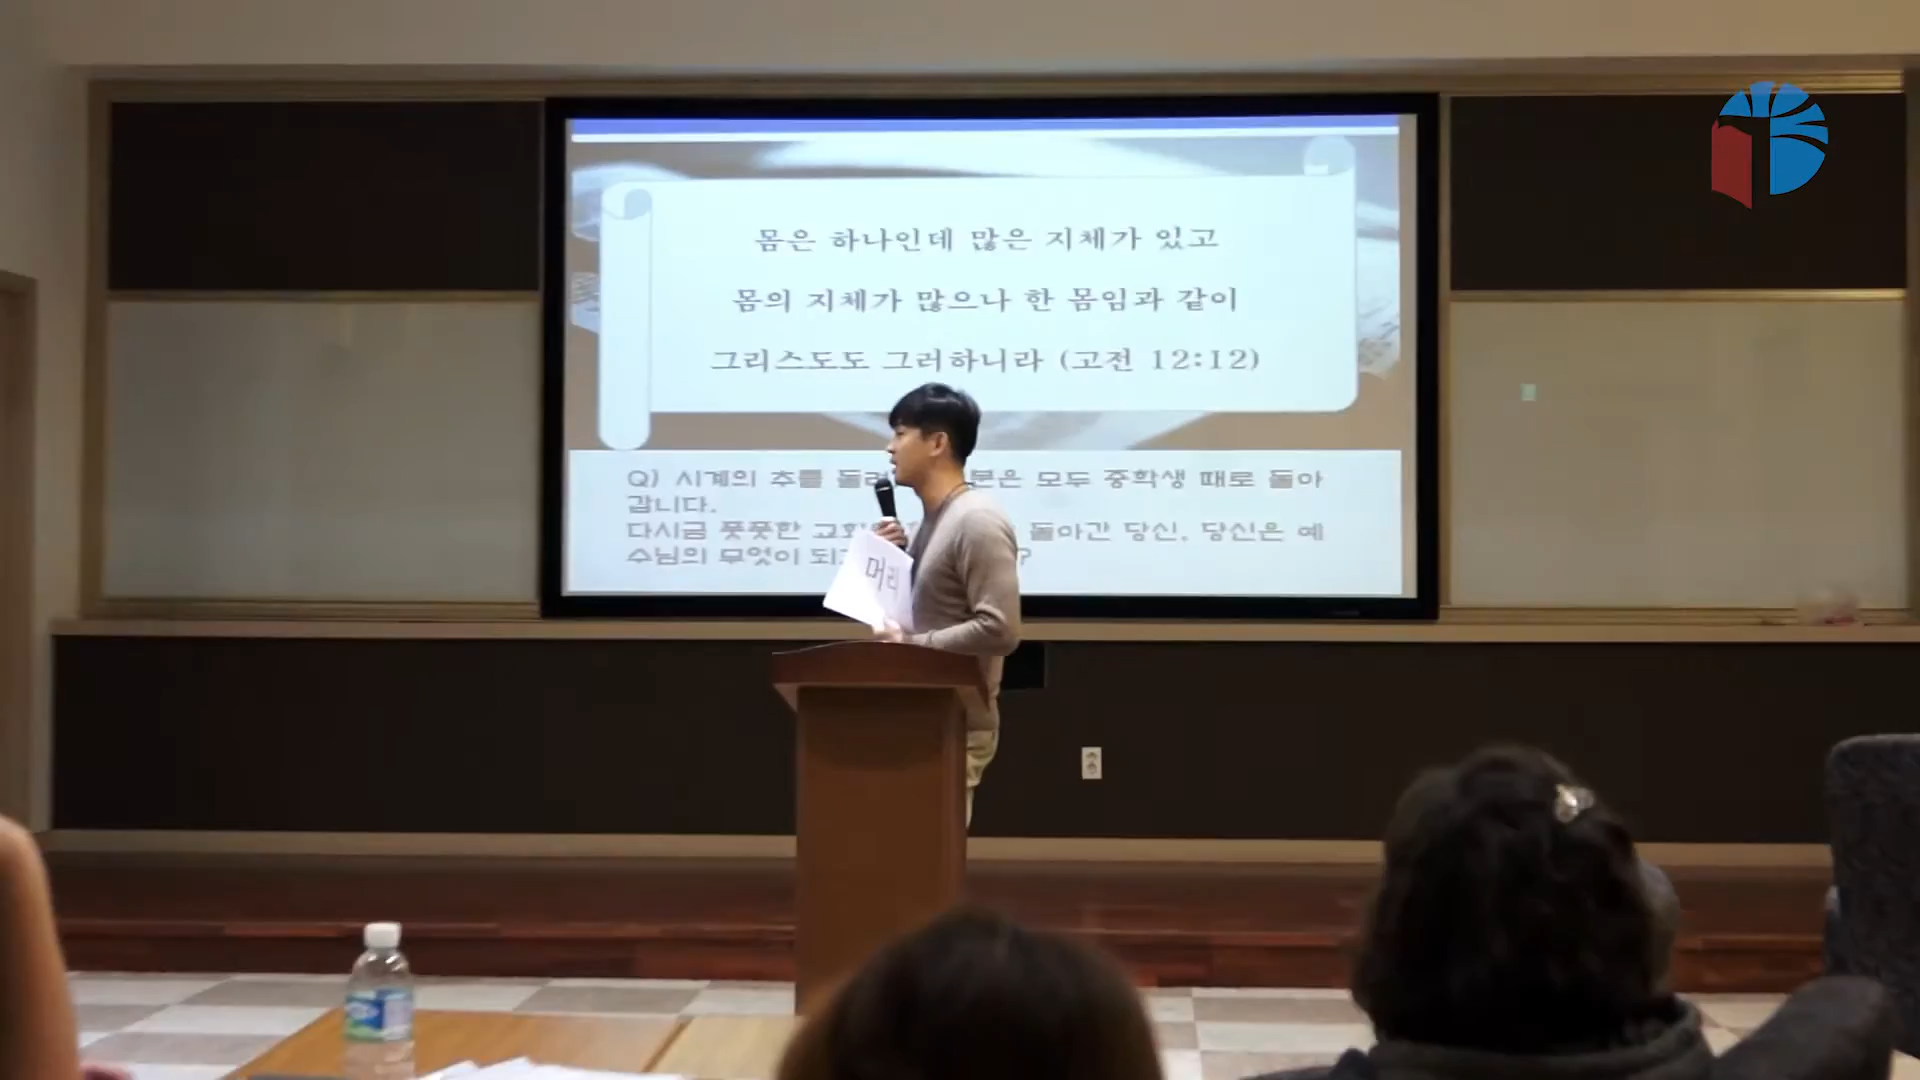 몸은 하나인데 많은 지체가 있고
몸의 지체가 많으나 한 몸임과 같이
그리스도도 그러하니라 (고전 12:12)
Q) 시계의 추를 돌려 분은 모두 중학생 때로 돌아
갑니다.
다시금 풋풋한 교회 돌아간 당신. 당신은 예
수님의 무엇이 되고 ?
머리